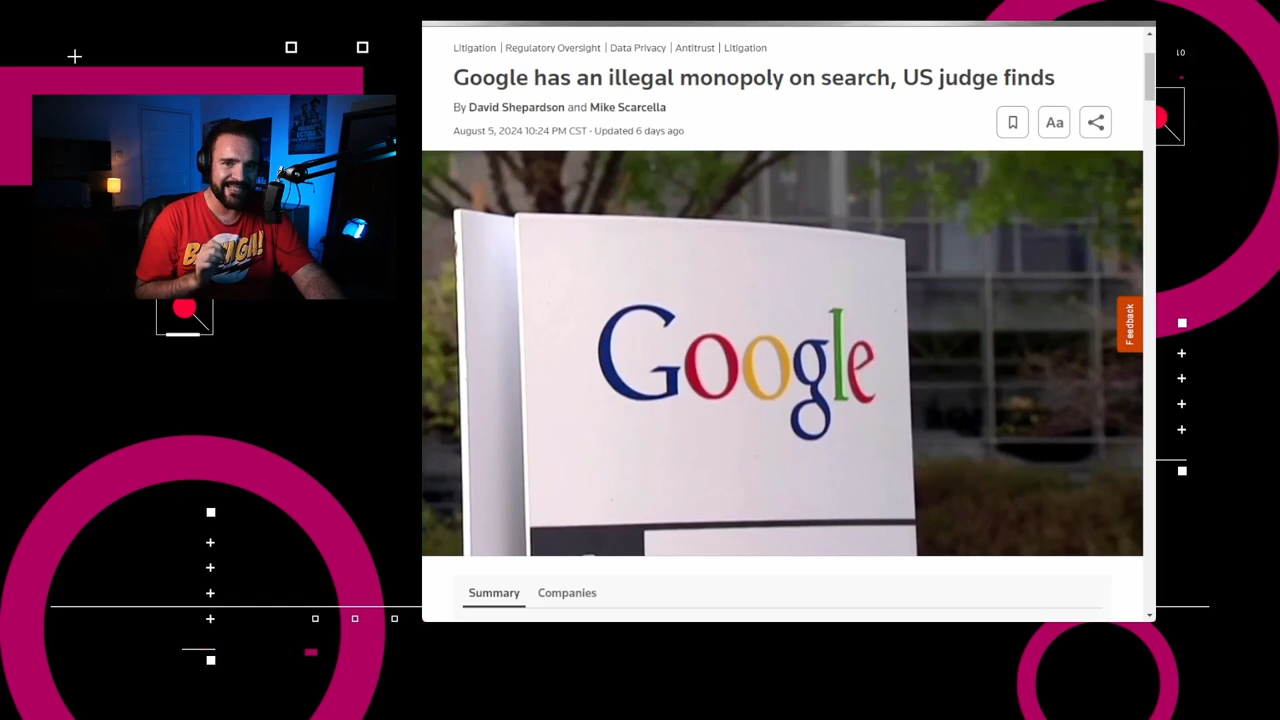 Litigation | Regulatory Oversight | Data Privacy | Antitrust | Litigation
Google has an illegal monopoly on search, US judge finds
By David Shepardson and Mike Scarcella
August 5, 2024 10:24 PM CST · Updated 6 days ago
Aa
Google
Feedback
Summary
Companies